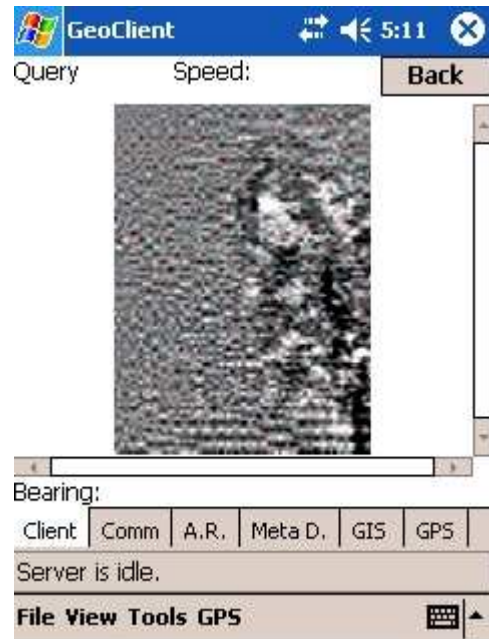 GeoClient 5:11
Query Speed: Back
Bearing:
Client Comm A.R. Meta D. GIS GPS
Server is idle.
File View Tools GPS